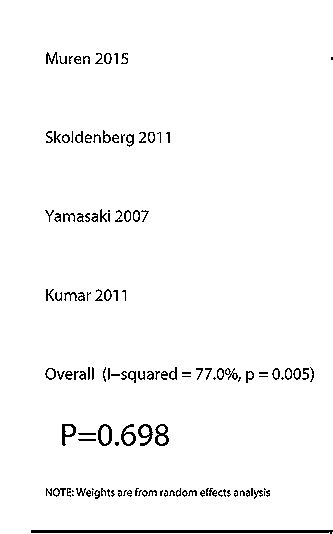 Muren 2015
Skoldenberg 2011
Yamasaki 2007
Kumar 2011
Overall (I−squared = 77.0%, p = 0.005)
P=0.698
NOTE: Weights are from random effects analysis